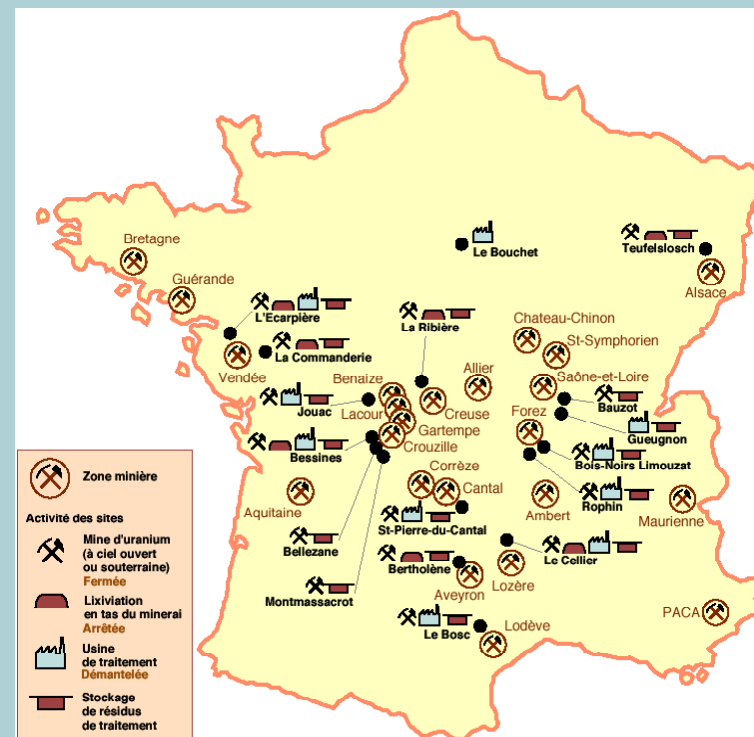 Bretagne
Le Bouchet
Teufelslosch
Guérande
Alsace
L'Ecarpière
Chateau-Chinon
La Ribière
St-Symphorien
La Commanderie
Vendée
Allier
Benaize
Saône-et-Loire
Bauzot
Jouac
Lacour
Creuse
Forez
Gartempe
Gueugnon
Crouzille
Bessines
Bois-Noirs Limouzat
Corrèze
Cantal
Rophin
Aquitaine
Ambert
Maurienne
St-Pierre-du-Cantal
Bellezane
Le Cellier
Bertholène
Lozère
Aveyron
Montmassacrot
PACA
Lodève
Le Bosc
Zone minière
Activité des sites
Mine d'uranium
(à ciel ouvert
ou souterraine)
Fermée
Lixiviation
en tas du minerai
Arrêtée
Usine
de traitement
Démantelée
Stockage
de résidus
de traitement